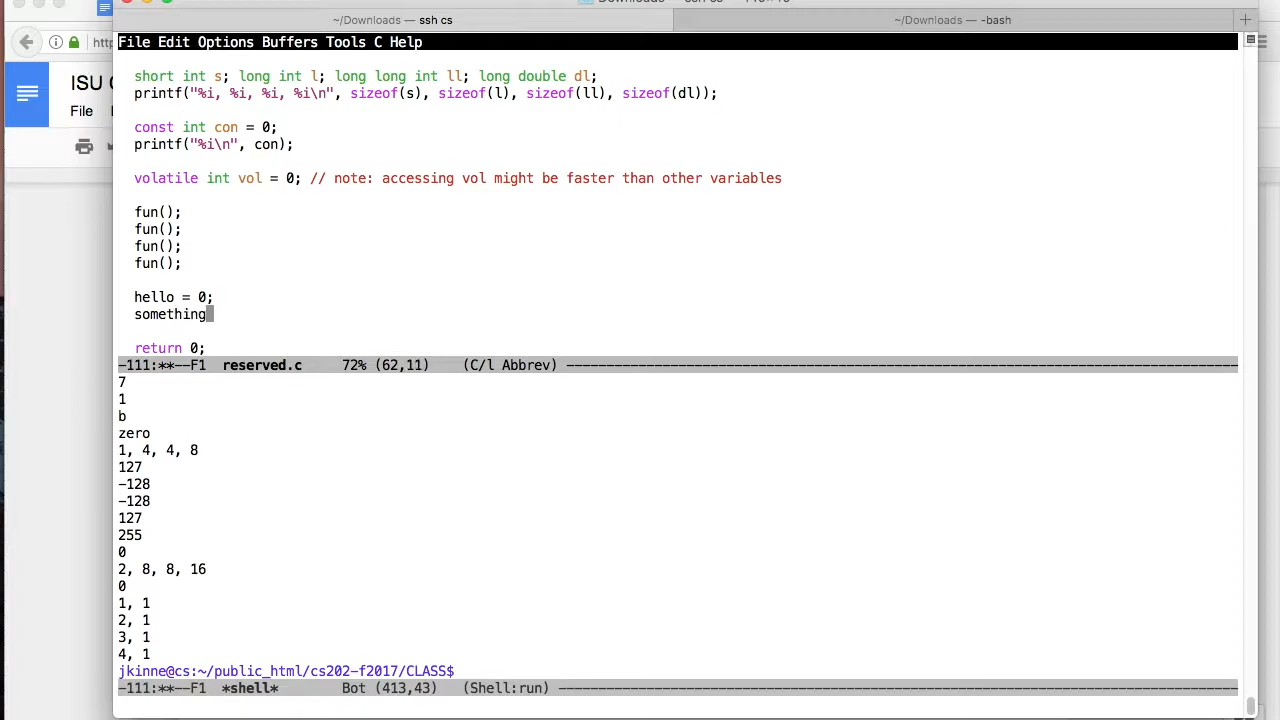 ~/Downloads — ssh cs
~/Downloads — -bash
File Edit Options Buffers Tools C Help
http
ISU
File
short int s; long int l; long long int ll; long double dl;
printf("%i, %i, %i, %i\n", sizeof(s), sizeof(l), sizeof(ll), sizeof(dl));
const int con = 0;
printf("%i\n", con);
volatile int vol = 0; // note: accessing vol might be faster than other variables
fun();
fun();
fun();
fun();
hello = 0;
something
return 0;
-111:**--F1 reserved.c 72% (62,11) (C/l Abbrev)
7
1
b
zero
1, 4, 4, 8
127
-128
-128
127
255
0
2, 8, 8, 16
0
1, 1
2, 1
3, 1
4, 1
jkinne@cs:~/public_html/cs202-f2017/CLASS$
-111:**--F1 *shell* Bot (413,43) (Shell:run)